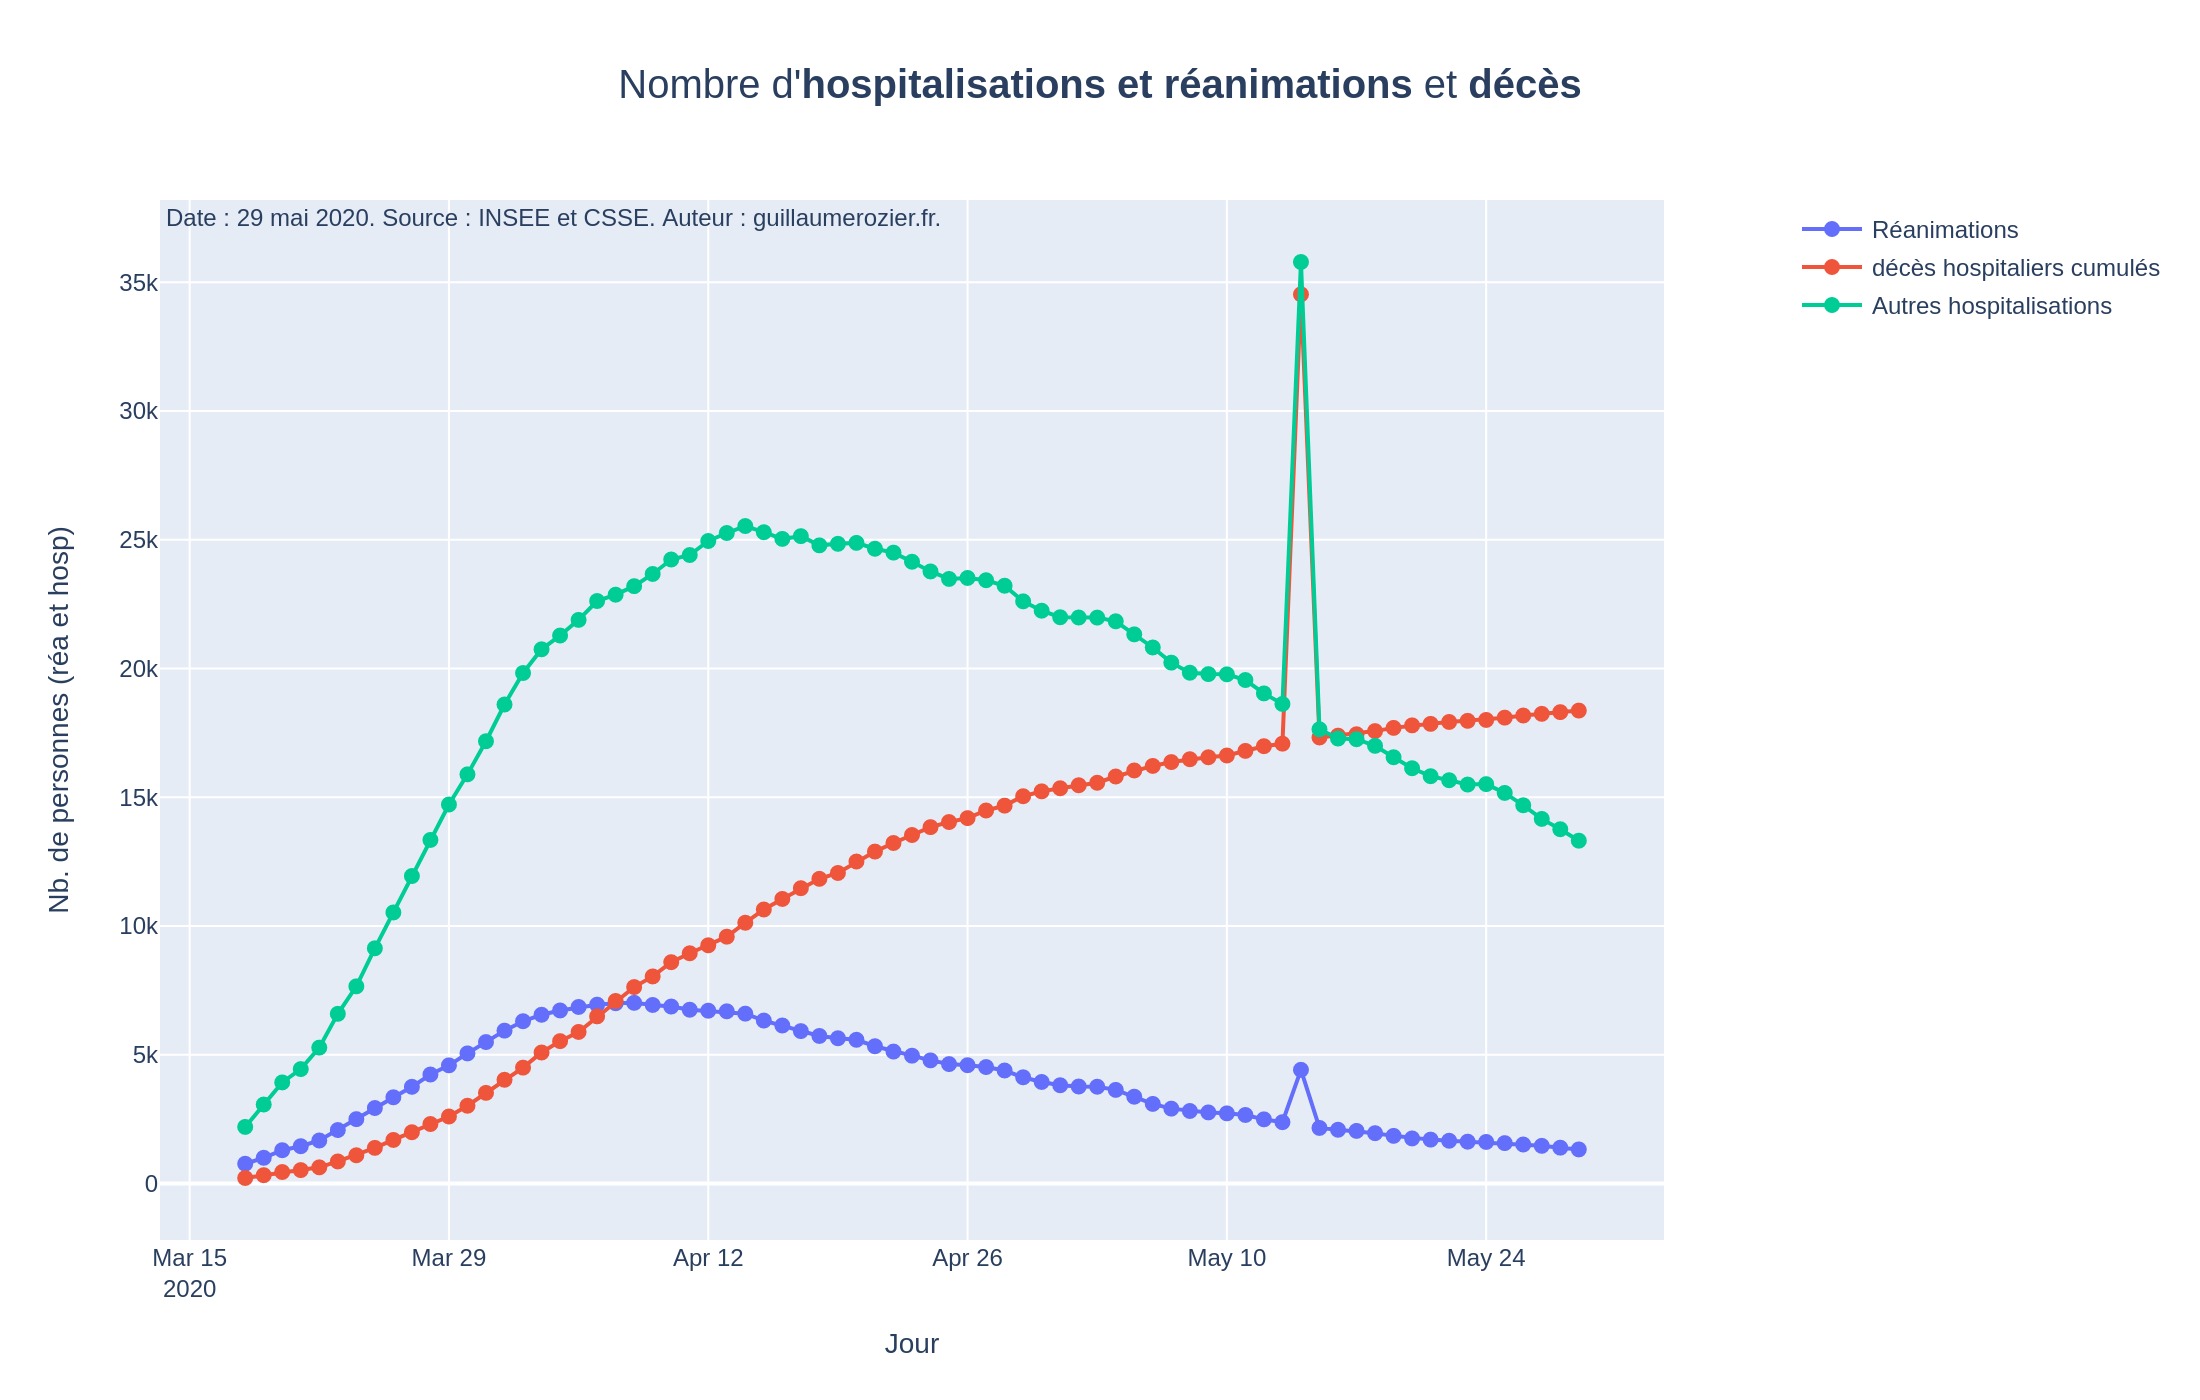 Nombre d'hospitalisations et réanimations et décès
Date : 29 mai 2020. Source : INSEE et CSSE. Auteur : guillaumerozier.fr.
Réanimations
décès hospitaliers cumulés
Autres hospitalisations
Nb. de personnes (réa et hosp)
35k
30k
25k
20k
15k
10k
5k
0
Mar 15
2020
Mar 29
Apr 12
Apr 26
May 10
May 24
Jour